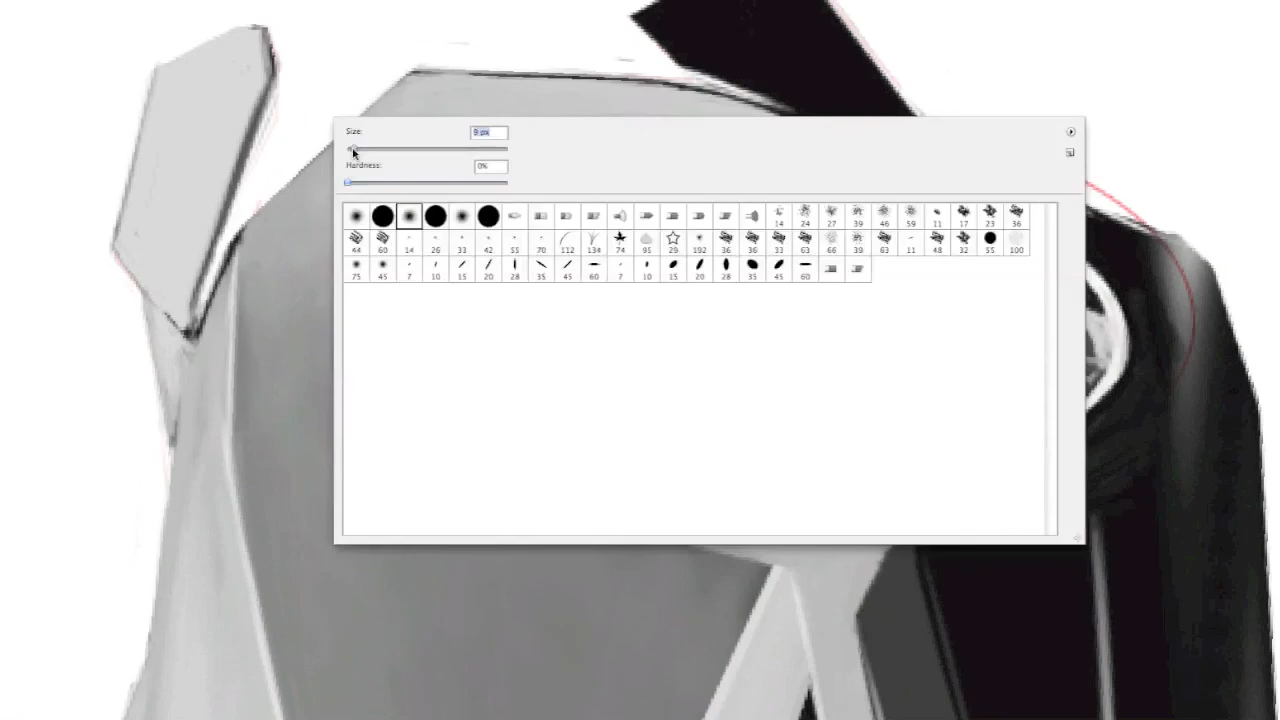 Size:
9 px
Hardness:
0%
14 24 27 39 46 59 11 17 23 36
44 60 14 26 33 42 55 70 112 134 74 95 29 192 36 36 33 63 66 39 63 11 48 32 55 100
75 45 7 10 15 20 28 35 45 60 7 10 15 20 28 35 45 60